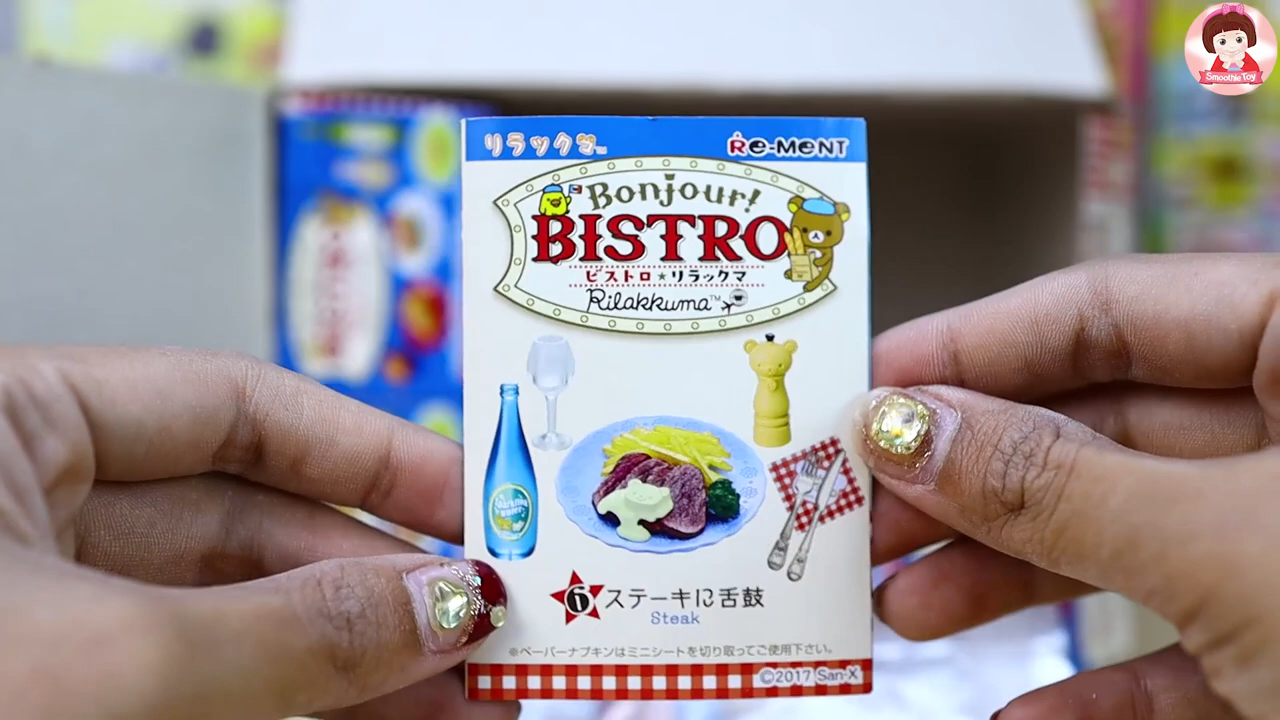 Smoothie Toy
リラックマ™
Re-MeNT
Bonjour!
BISTRO
ビストロ★リラックマ
Rilakkuma™
Sparkling
Water
6 ステーキに舌鼓
Steak
※ペーパーナプキンはミニシートを切り取ってご使用下さい。
©2017 San-X